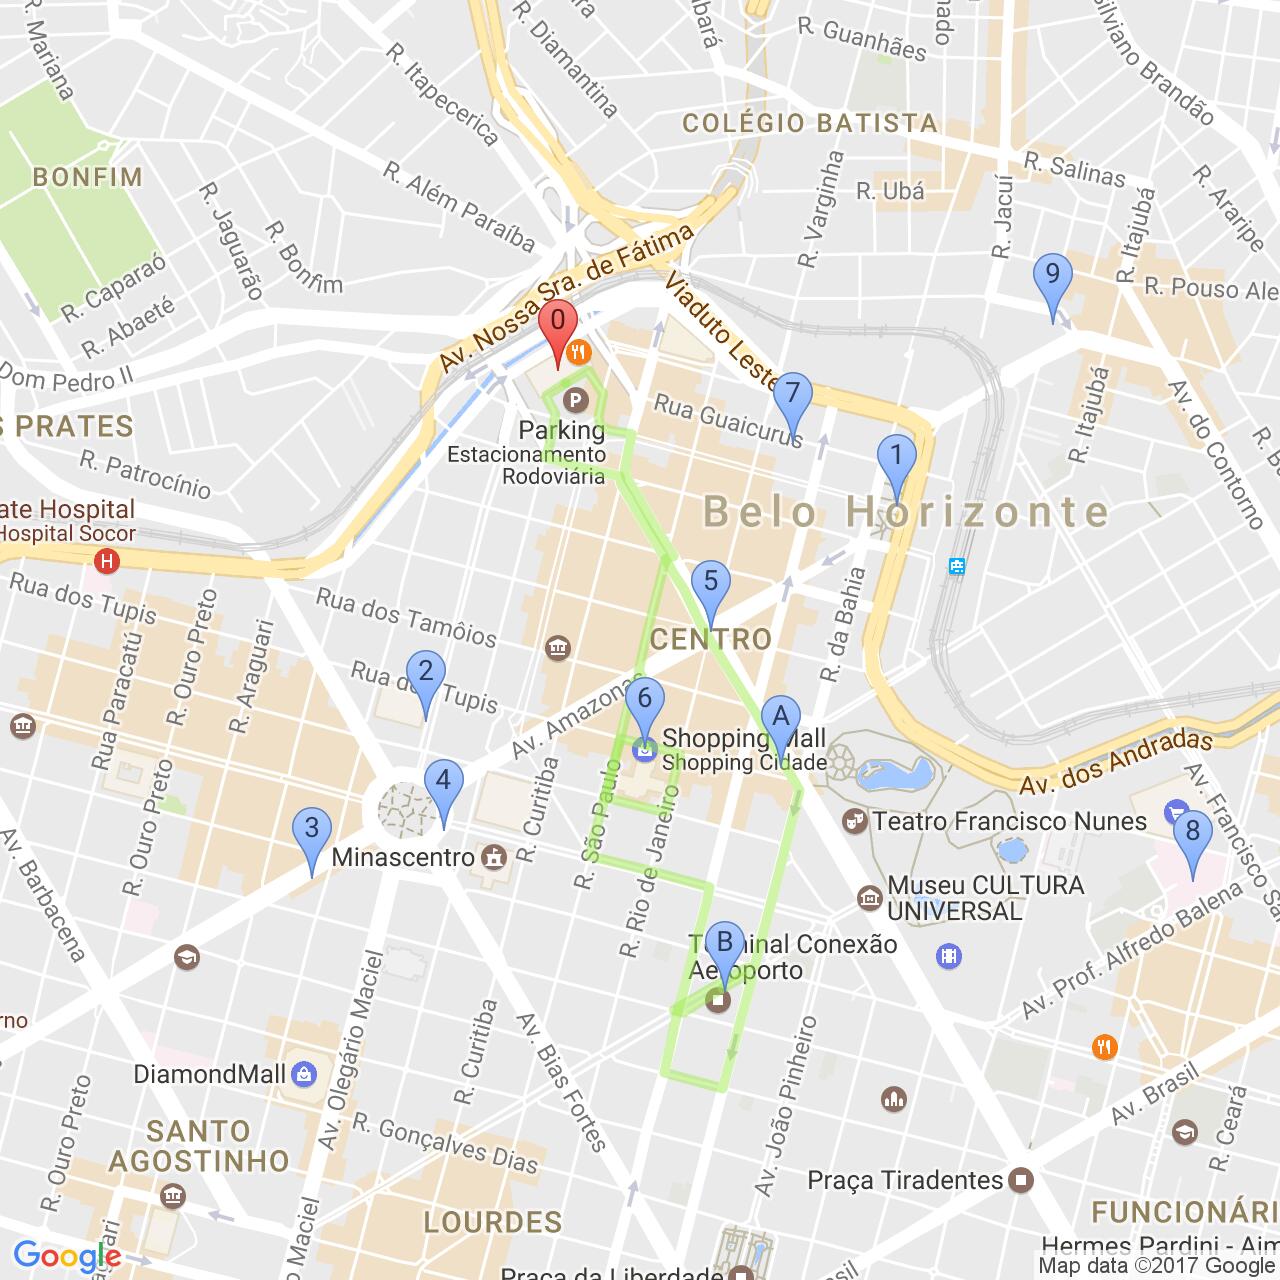 R. Mariana
R. Diamantina
R. Itapecerica
R. Guanhães
COLÉGIO BATISTA
Silviano Brandão
R. Salinas
R. Araripe
BONFIM
R. Além Paraíba
R. Jaguarão
R. Bonfim
R. Varginha
R. Ubá
R. Jacuí
R. Itajubá
R. Caparaó
R. Abaeté
Av. Nossa Sra. de Fátima
Viaduto Leste
R. Pouso Ale
9
0
Dom Pedro II
7
Rua Guaicurus
R. Itajubá
Av. do Contorno
S PRATES
R. Patrocínio
P
Parking
Estacionamento
Rodoviária
1
Belo Horizonte
ate Hospital
Hospital Socor
H
Rua dos Tupis
R. Ouro Preto
Rua dos Tamôios
5
CENTRO
R. da Bahia
Rua Paracatú
R. Araguari
2
Rua dos Tupis
Av. Amazonas
6
A
Shopping Mall
Shopping Cidade
Av. dos Andradas
Av. Francisco Sa
4
3
R. Ouro Preto
R. Curitiba
R. São Paulo
R. Rio de Janeiro
Minascentro
Teatro Francisco Nunes
8
Av. Barbacena
Museu CULTURA
UNIVERSAL
B
Terminal Conexão
Aeroporto
Av. Prof. Alfredo Balena
rno
Av. Olegário Maciel
R. Curitiba
Av. Bias Fortes
Av. João Pinheiro
DiamondMall
R. Ouro Preto
Av. Brasil
R. Ceará
SANTO
AGOSTINHO
R. Gonçalves Dias
Praça Tiradentes
LOURDES
FUNCIONÁRI
Maciel
Hermes Pardini - Aim
Google
Praça da Liberdade
Map data ©2017 Google